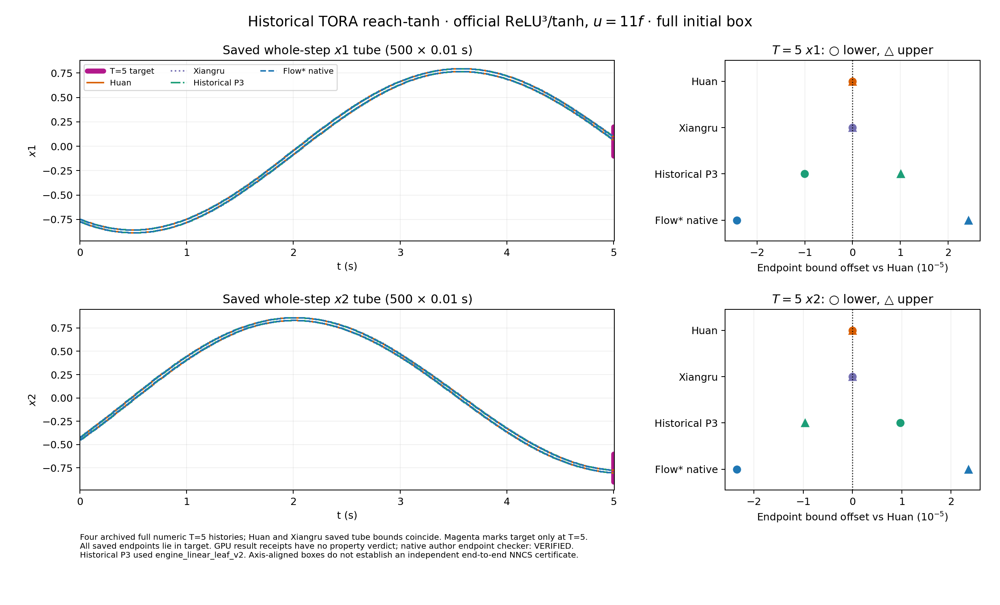 Historical TORA reach-tanh · official ReLU³/tanh, u = 11f · full initial box
Saved whole-step x1 tube (500 × 0.01 s)
T=5 target
Huan
Xiangru
Historical P3
Flow* native
0.75
0.50
0.25
0.00
−0.25
−0.50
−0.75
x1
0
1
2
3
4
5
t (s)
T = 5 x1: ○ lower, △ upper
Huan
Xiangru
Historical P3
Flow* native
−2
−1
0
1
2
Endpoint bound offset vs Huan (10⁻⁵)
Saved whole-step x2 tube (500 × 0.01 s)
0.75
0.50
0.25
0.00
−0.25
−0.50
−0.75
x2
0
1
2
3
4
5
t (s)
T = 5 x2: ○ lower, △ upper
Huan
Xiangru
Historical P3
Flow* native
−2
−1
0
1
2
Endpoint bound offset vs Huan (10⁻⁵)
Four archived full numeric T=5 histories; Huan and Xiangru saved tube bounds coincide. Magenta marks target only at T=5.
All saved endpoints lie in target. GPU result receipts have no property verdict; native author endpoint checker: VERIFIED.
Historical P3 used engine_linear_leaf_v2. Axis-aligned boxes do not establish an independent end-to-end NNCS certificate.